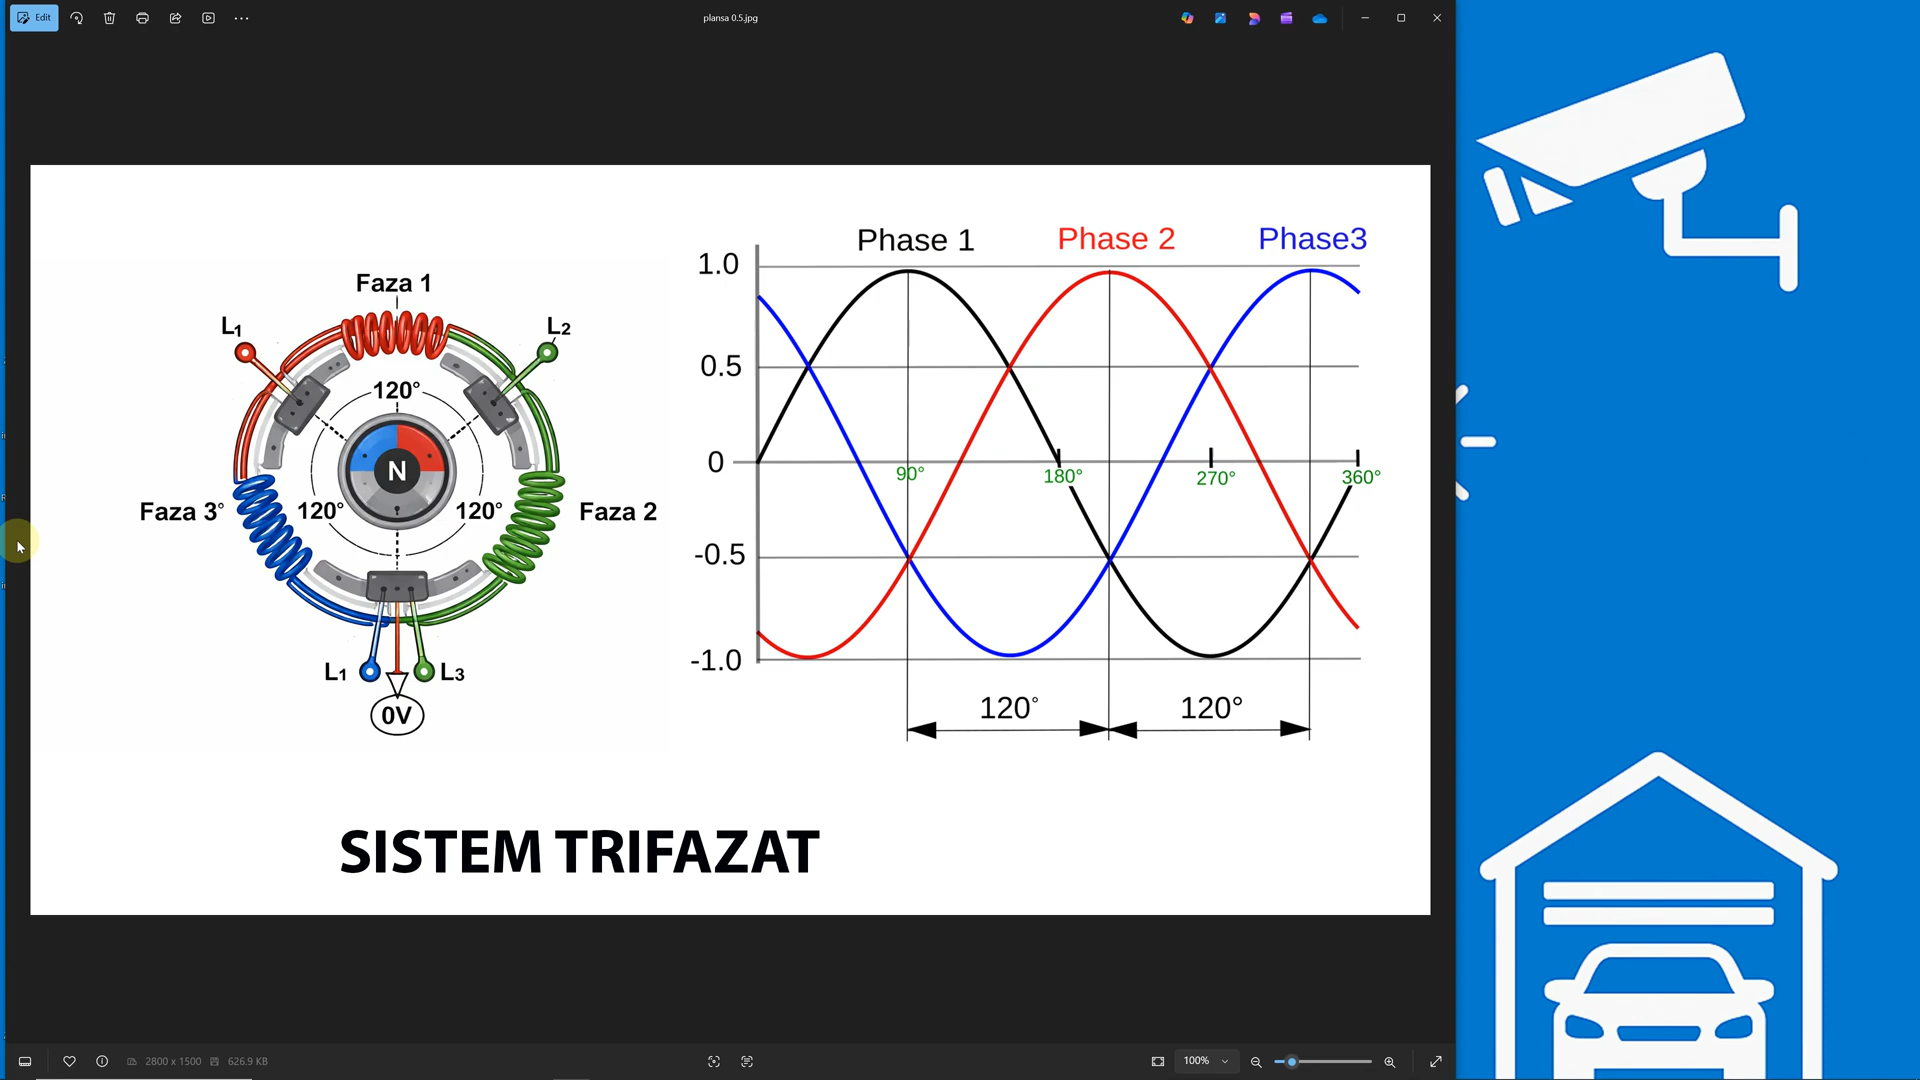 Edit
plansa 0.5.jpg
Phase 1
Phase 2
Phase3
1.0
0.5
0
-0.5
-1.0
90°
180°
270°
360°
120°
120°
Faza 1
L1
L2
120°
N
Faza 3°
120°
120°
Faza 2
L1
L3
0V
SISTEM TRIFAZAT
2800 x 1500
626.9 KB
100%